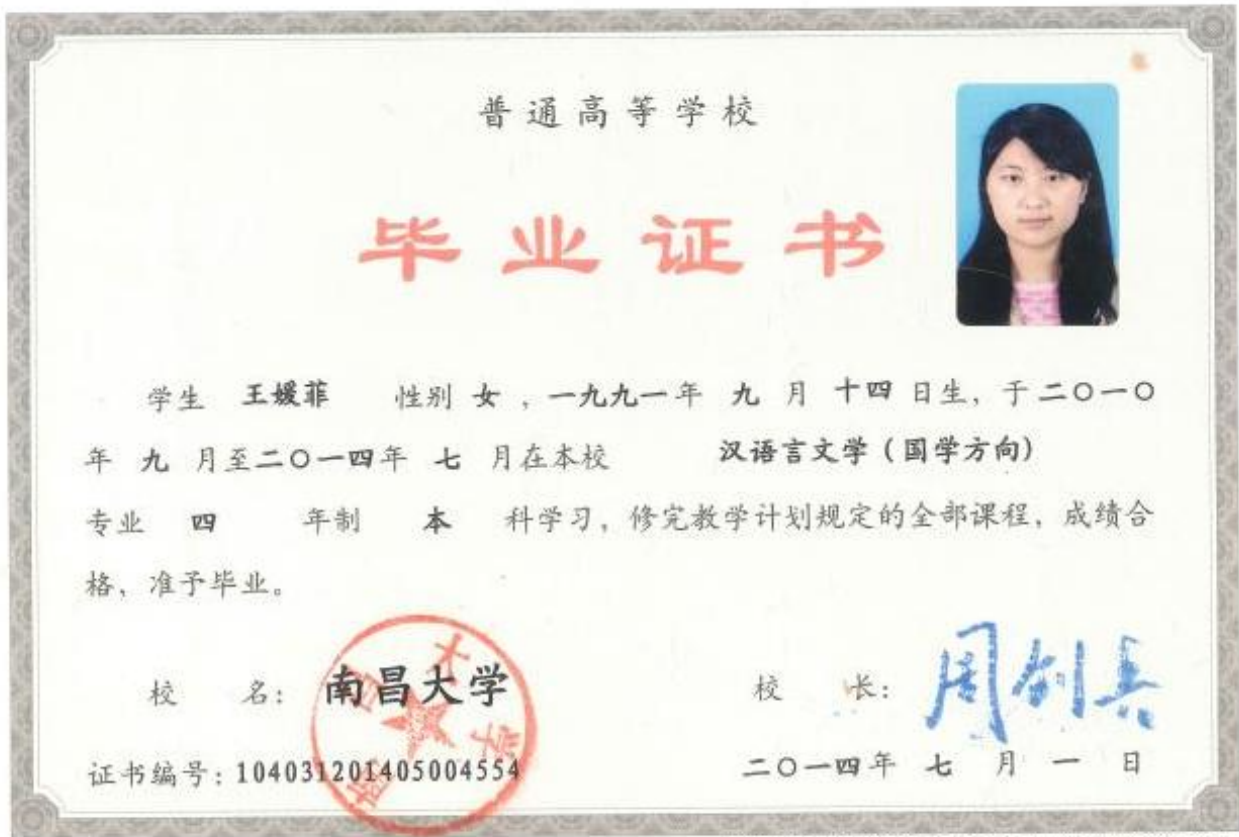 普通高等学校
毕业证书
学生 王媛菲 性别 女,一九九一年 九 月 十四 日生,于二〇一〇
年 九 月至二〇一四年 七 月在本校 汉语言文学(国学方向)
专业 四 年制 本 科学习,修完教学计划规定的全部课程,成绩合
格,准予毕业。
校 名: 南昌大学
南昌大学
校 长:
证书编号:104031201405004554
二〇一四年 七 月 一 日